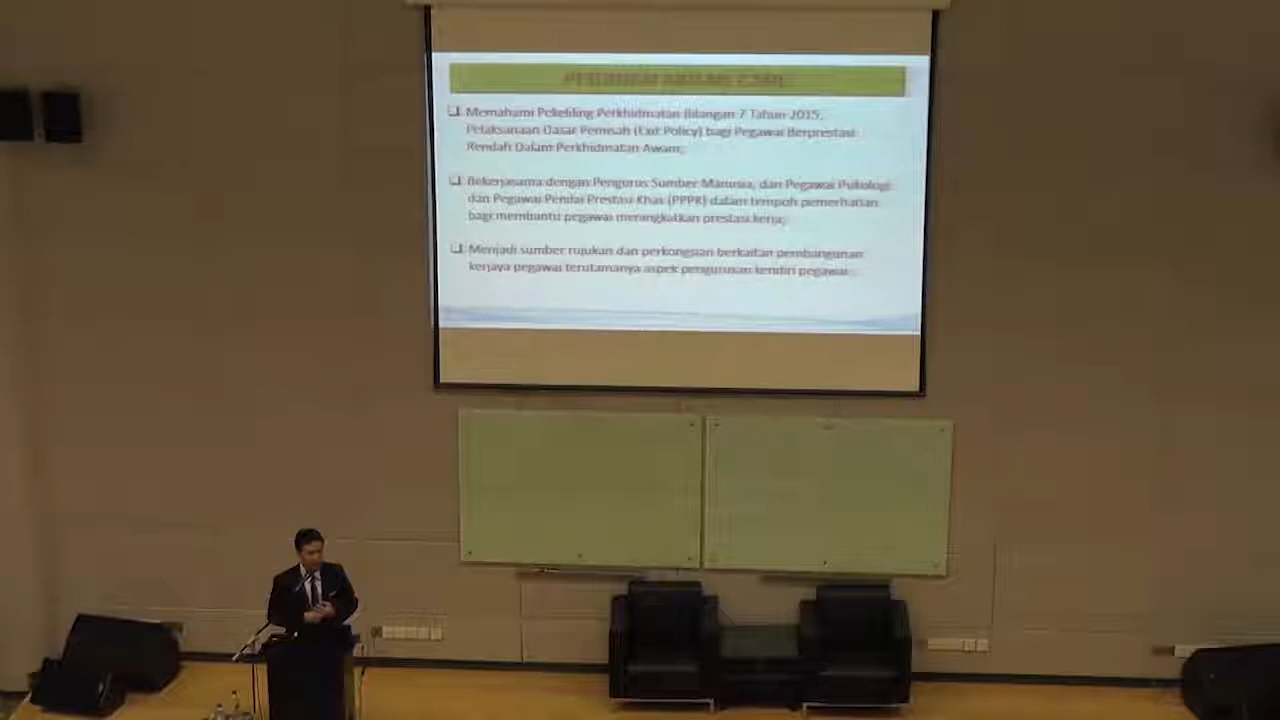 Memahami Pekeliling Perkhidmatan Bilangan 7 Tahun 2015,
Pelaksanaan Dasar Pemisah (Exit Policy) bagi Pegawai Berprestasi
Rendah Dalam Perkhidmatan Awam;
Bekerjasama dengan Pengurus Sumber Manusia, dan Pegawai Psikologi
dan Pegawai Penilai Prestasi Khas (PPPK) dalam tempoh pemerhatian
bagi membantu pegawai meningkatkan prestasi kerja;
Menjadi sumber rujukan dan perkongsian berkaitan pembangunan
kerjaya pegawai terutamanya aspek pengurusan kendiri pegawai.